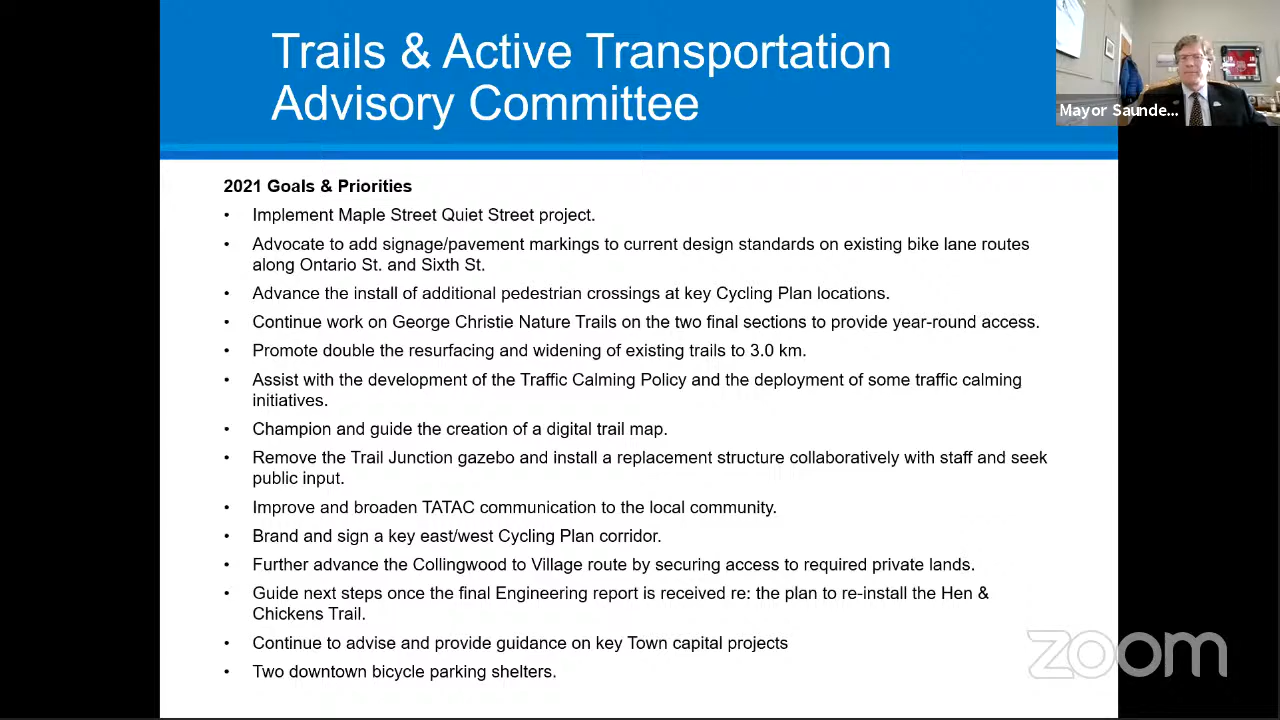 Trails & Active Transportation
Advisory Committee
Mayor Saunde...
2021 Goals & Priorities
• Implement Maple Street Quiet Street project.
• Advocate to add signage/pavement markings to current design standards on existing bike lane routes
along Ontario St. and Sixth St.
• Advance the install of additional pedestrian crossings at key Cycling Plan locations.
• Continue work on George Christie Nature Trails on the two final sections to provide year-round access.
• Promote double the resurfacing and widening of existing trails to 3.0 km.
• Assist with the development of the Traffic Calming Policy and the deployment of some traffic calming
initiatives.
• Champion and guide the creation of a digital trail map.
• Remove the Trail Junction gazebo and install a replacement structure collaboratively with staff and seek
public input.
• Improve and broaden TATAC communication to the local community.
• Brand and sign a key east/west Cycling Plan corridor.
• Further advance the Collingwood to Village route by securing access to required private lands.
• Guide next steps once the final Engineering report is received re: the plan to re-install the Hen &
Chickens Trail.
• Continue to advise and provide guidance on key Town capital projects
• Two downtown bicycle parking shelters.
zoom